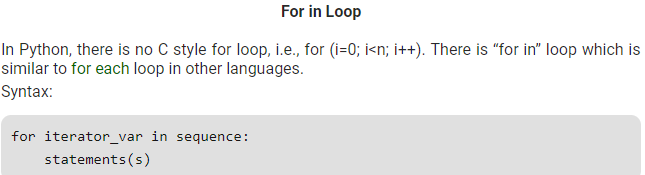 For in Loop
In Python, there is no C style for loop, i.e., for (i=0; i<n; i++). There is “for in” loop which is
similar to for each loop in other languages.
Syntax:
for iterator_var in sequence:
    statements(s)